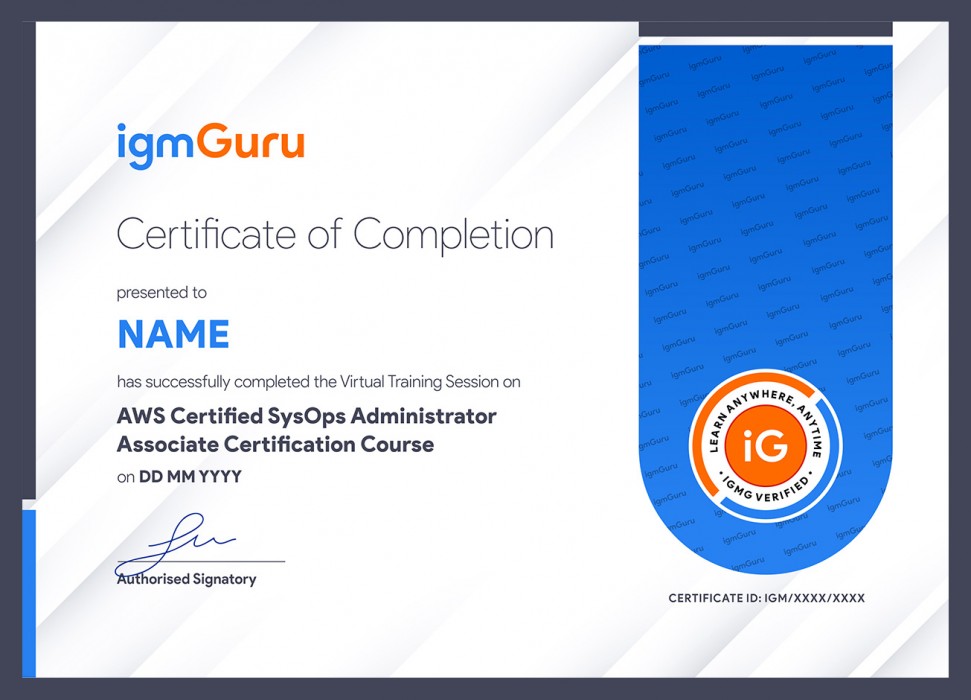 igmGuru
Certificate of Completion
presented to
NAME
has successfully completed the Virtual Training Session on
AWS Certified SysOps Administrator
Associate Certification Course
on DD MM YYYY
Authorised Signatory
LEARN ANYWHERE, ANYTIME
iG
• IGMG VERIFIED •
CERTIFICATE ID: IGM/XXXX/XXXX